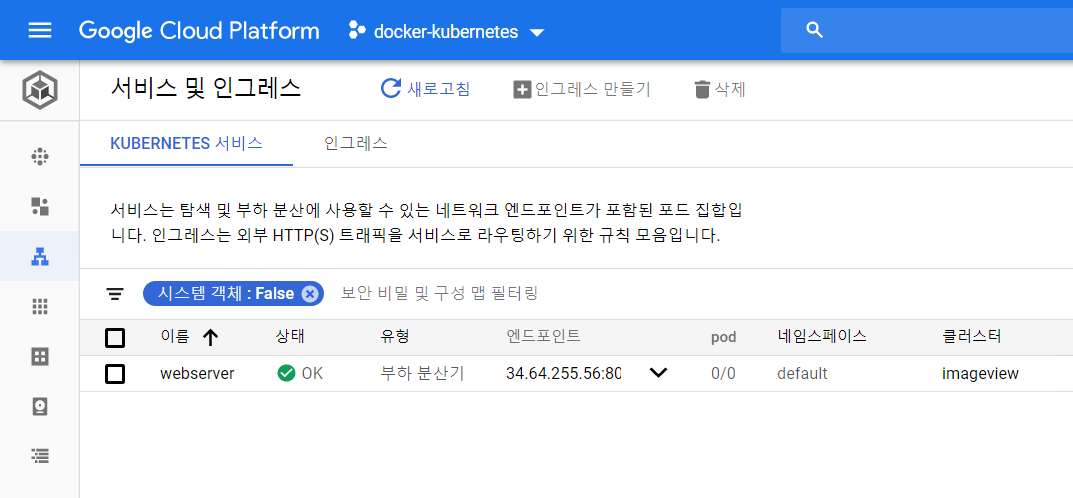 Google Cloud Platform docker-kubernetes
서비스 및 인그레스 새로고침 인그레스 만들기 삭제
KUBERNETES 서비스 인그레스
서비스는 탐색 및 부하 분산에 사용할 수 있는 네트워크 엔드포인트가 포함된 포드 집합입
니다. 인그레스는 외부 HTTP(S) 트래픽을 서비스로 라우팅하기 위한 규칙 모음입니다.
시스템 객체 : False 보안 비밀 및 구성 맵 필터링
이름 상태 유형 엔드포인트 pod 네임스페이스 클러스터
webserver OK 부하 분산기 34.64.255.56:80 0/0 default imageview